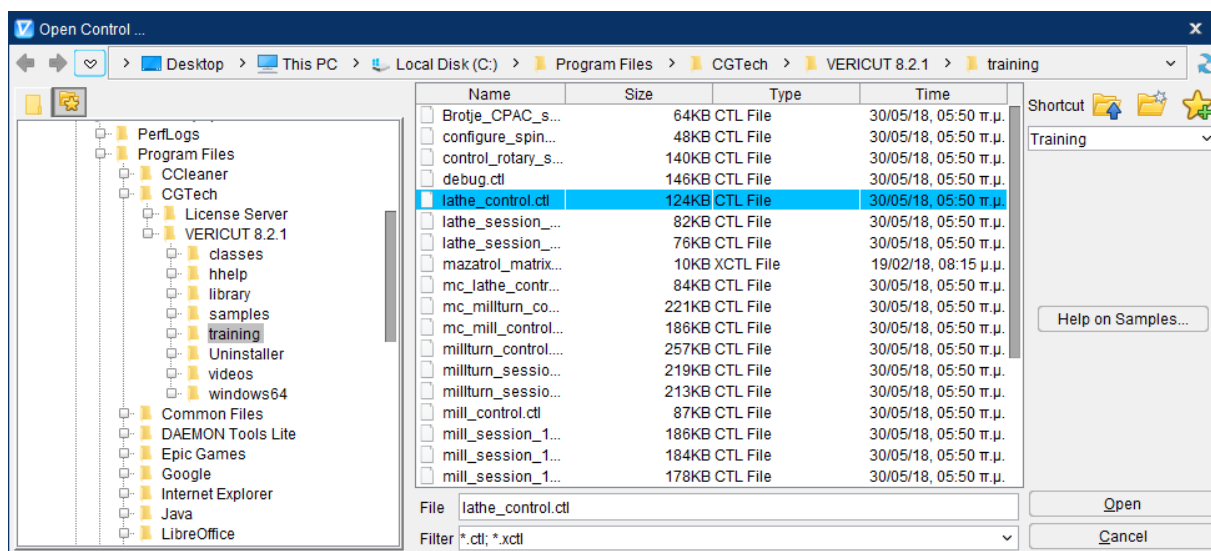 Open Control ...
x
> Desktop > This PC > Local Disk (C:) > Program Files > CGTech > VERICUT 8.2.1 > training
PerfLogs
Program Files
CCleaner
CGTech
License Server
VERICUT 8.2.1
classes
hhelp
library
samples
training
Uninstaller
videos
windows64
Common Files
DAEMON Tools Lite
Epic Games
Google
Internet Explorer
Java
LibreOffice
Name Size Type Time
Brotje_CPAC_s... 64KB CTL File 30/05/18, 05:50 π.μ.
configure_spin... 48KB CTL File 30/05/18, 05:50 π.μ.
control_rotary_s... 140KB CTL File 30/05/18, 05:50 π.μ.
debug.ctl 146KB CTL File 30/05/18, 05:50 π.μ.
lathe_control.ctl 124KB CTL File 30/05/18, 05:50 π.μ.
lathe_session_... 82KB CTL File 30/05/18, 05:50 π.μ.
lathe_session_... 76KB CTL File 30/05/18, 05:50 π.μ.
mazatrol_matrix... 10KB XCTL File 19/02/18, 08:15 μ.μ.
mc_lathe_contr... 84KB CTL File 30/05/18, 05:50 π.μ.
mc_millturn_co... 221KB CTL File 30/05/18, 05:50 π.μ.
mc_mill_control... 186KB CTL File 30/05/18, 05:50 π.μ.
millturn_control.... 257KB CTL File 30/05/18, 05:50 π.μ.
millturn_sessio... 219KB CTL File 30/05/18, 05:50 π.μ.
millturn_sessio... 213KB CTL File 30/05/18, 05:50 π.μ.
mill_control.ctl 87KB CTL File 30/05/18, 05:50 π.μ.
mill_session_1... 186KB CTL File 30/05/18, 05:50 π.μ.
mill_session_1... 184KB CTL File 30/05/18, 05:50 π.μ.
mill_session_1... 178KB CTL File 30/05/18, 05:50 π.μ.
File lathe_control.ctl
Filter *.ctl; *.xctl
Shortcut
Training
Help on Samples...
Open
Cancel